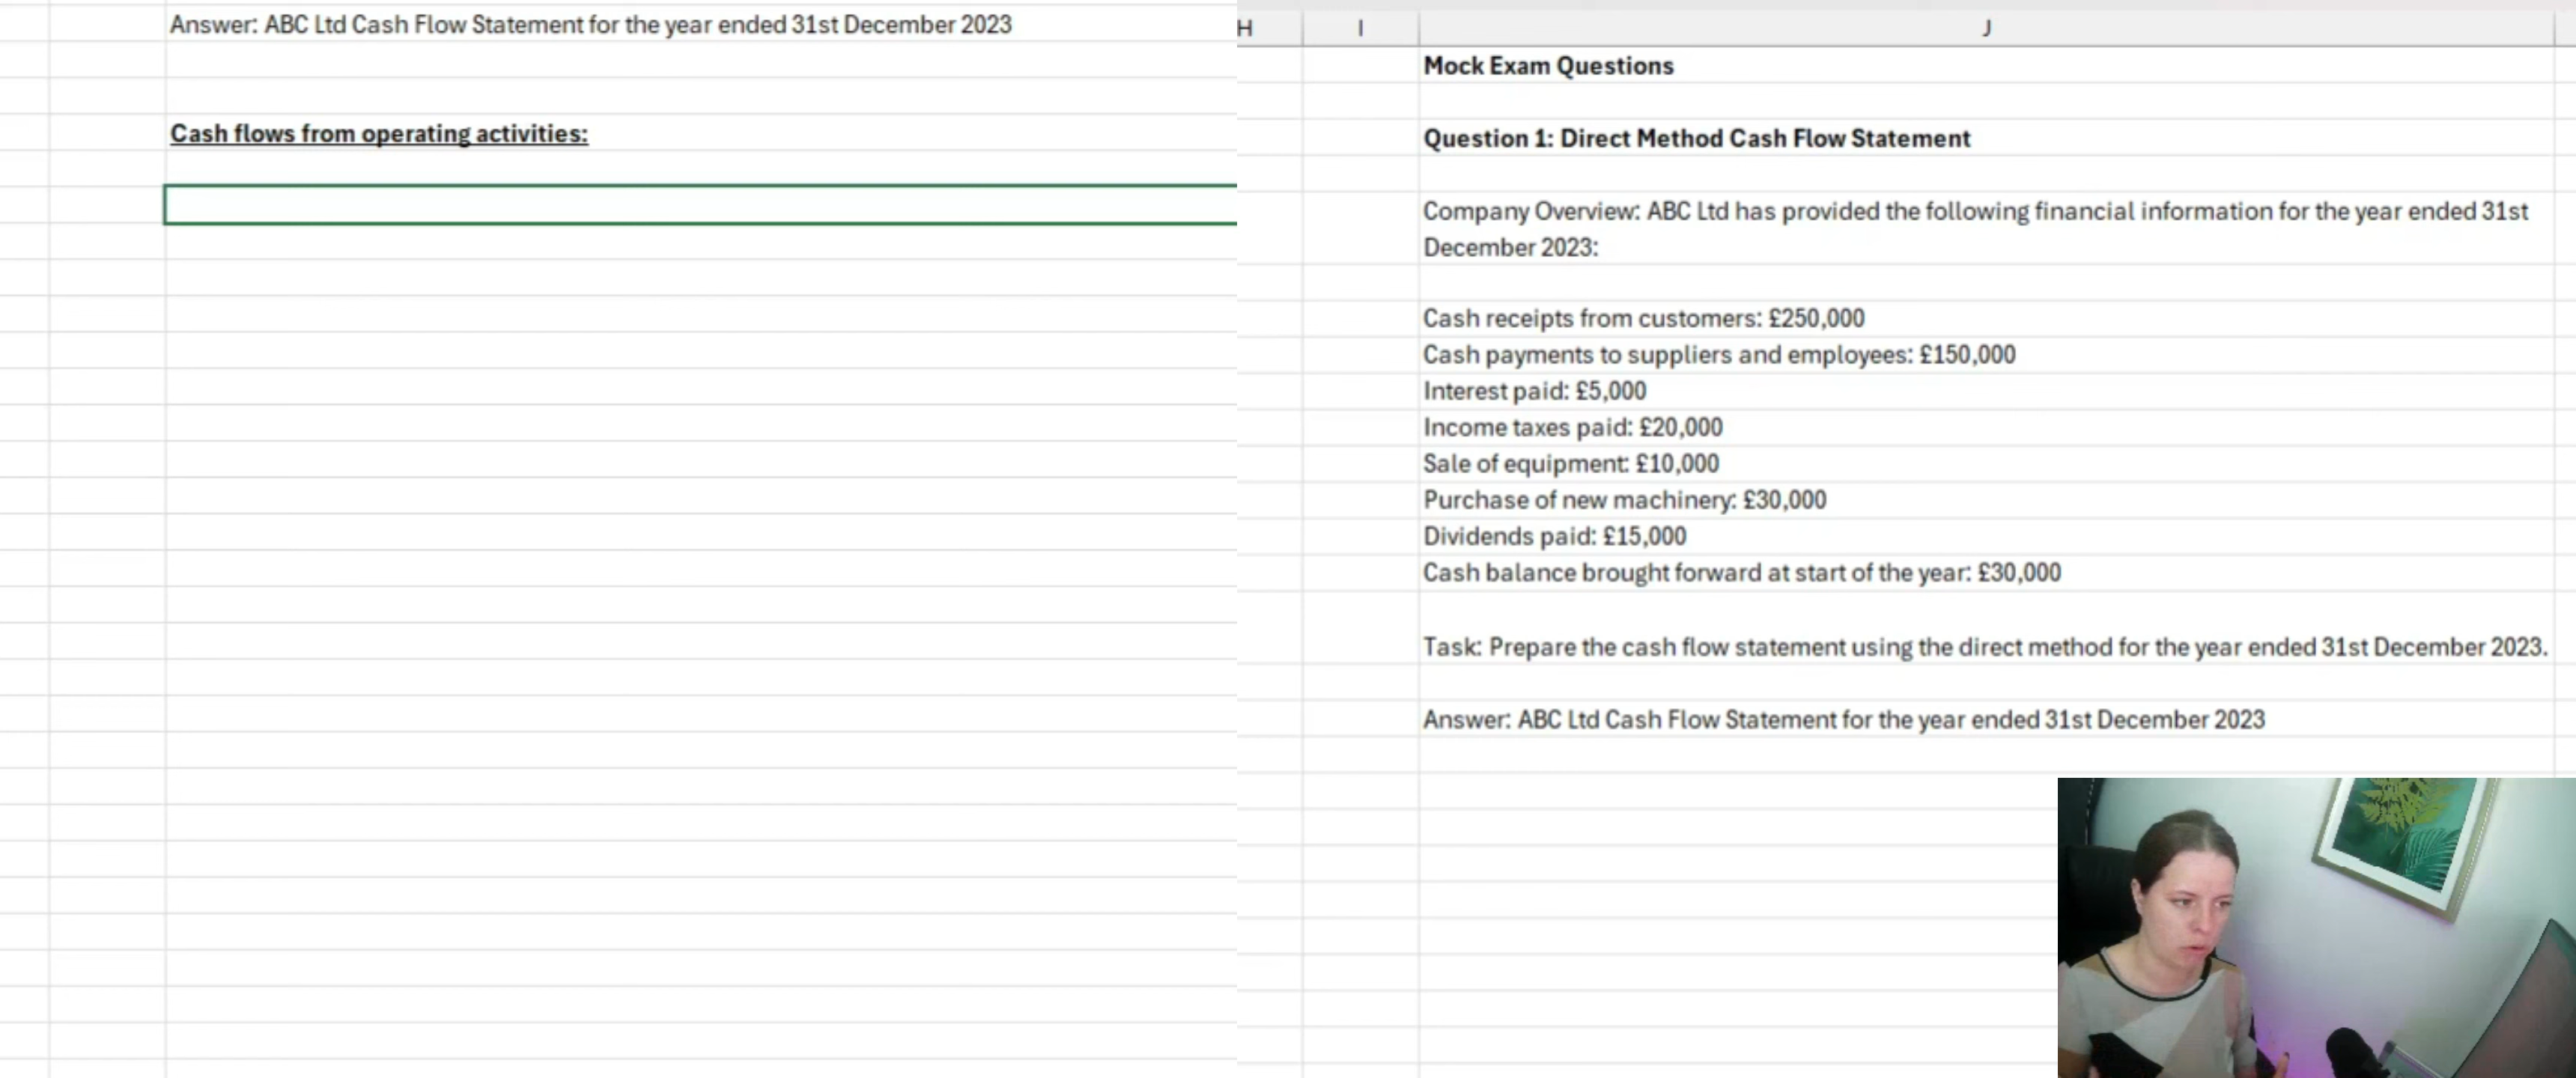 Answer: ABC Ltd Cash Flow Statement for the year ended 31st December 2023
Cash flows from operating activities:
H I J
Mock Exam Questions
Question 1: Direct Method Cash Flow Statement
Company Overview: ABC Ltd has provided the following financial information for the year ended 31st
December 2023:
Cash receipts from customers: £250,000
Cash payments to suppliers and employees: £150,000
Interest paid: £5,000
Income taxes paid: £20,000
Sale of equipment: £10,000
Purchase of new machinery: £30,000
Dividends paid: £15,000
Cash balance brought forward at start of the year: £30,000
Task: Prepare the cash flow statement using the direct method for the year ended 31st December 2023.
Answer: ABC Ltd Cash Flow Statement for the year ended 31st December 2023